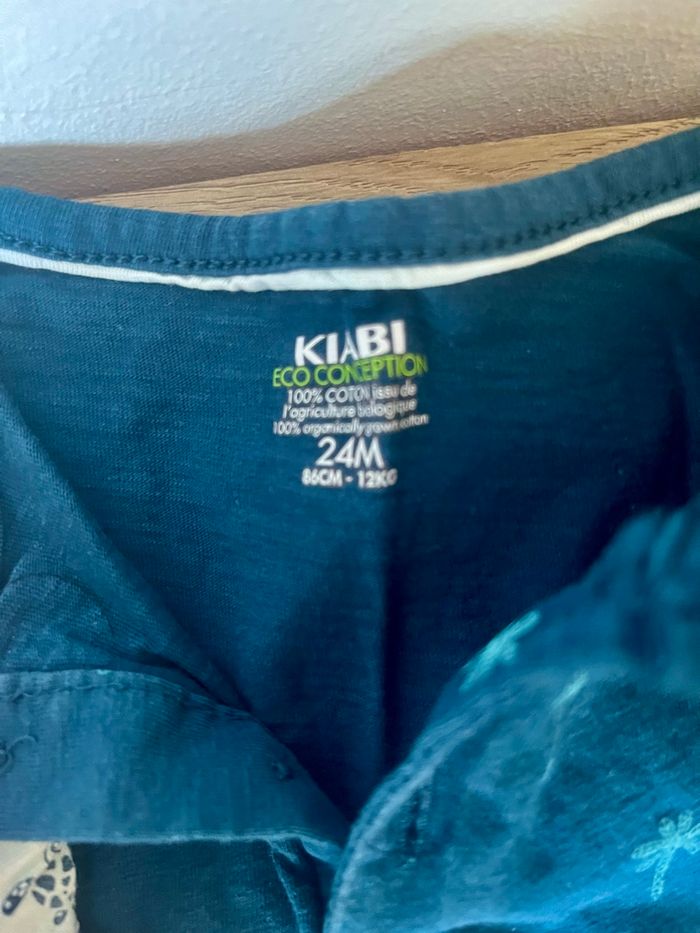 KIABI
ECO CONCEPTION
100% COTON issu de
l'agriculture biologique
100% organically grown cotton
24M
86CM - 12KG